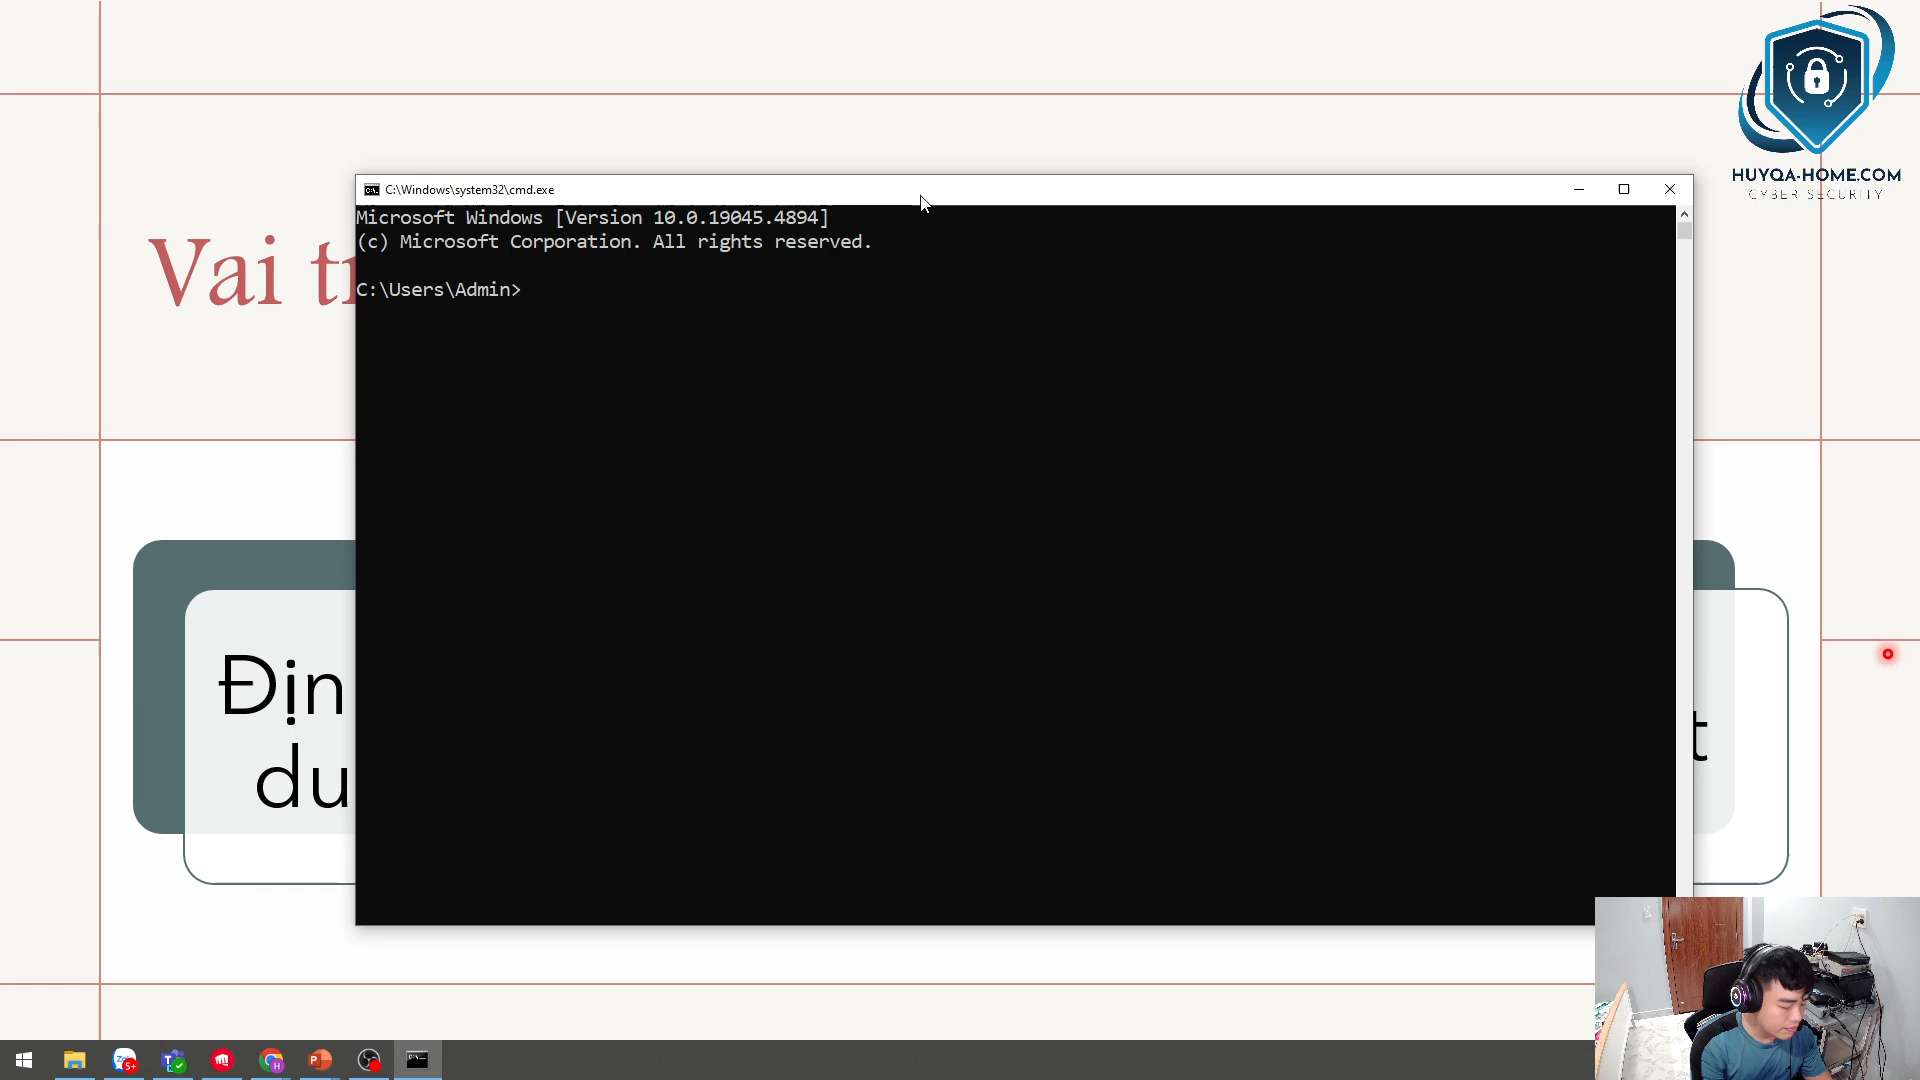 HUYQA-HOME.COM
CYBER SECURITY
C:\Windows\system32\cmd.exe
Microsoft Windows [Version 10.0.19045.4894]
(c) Microsoft Corporation. All rights reserved.
C:\Users\Admin>
Vai
Địn
du
t
5+
H
P